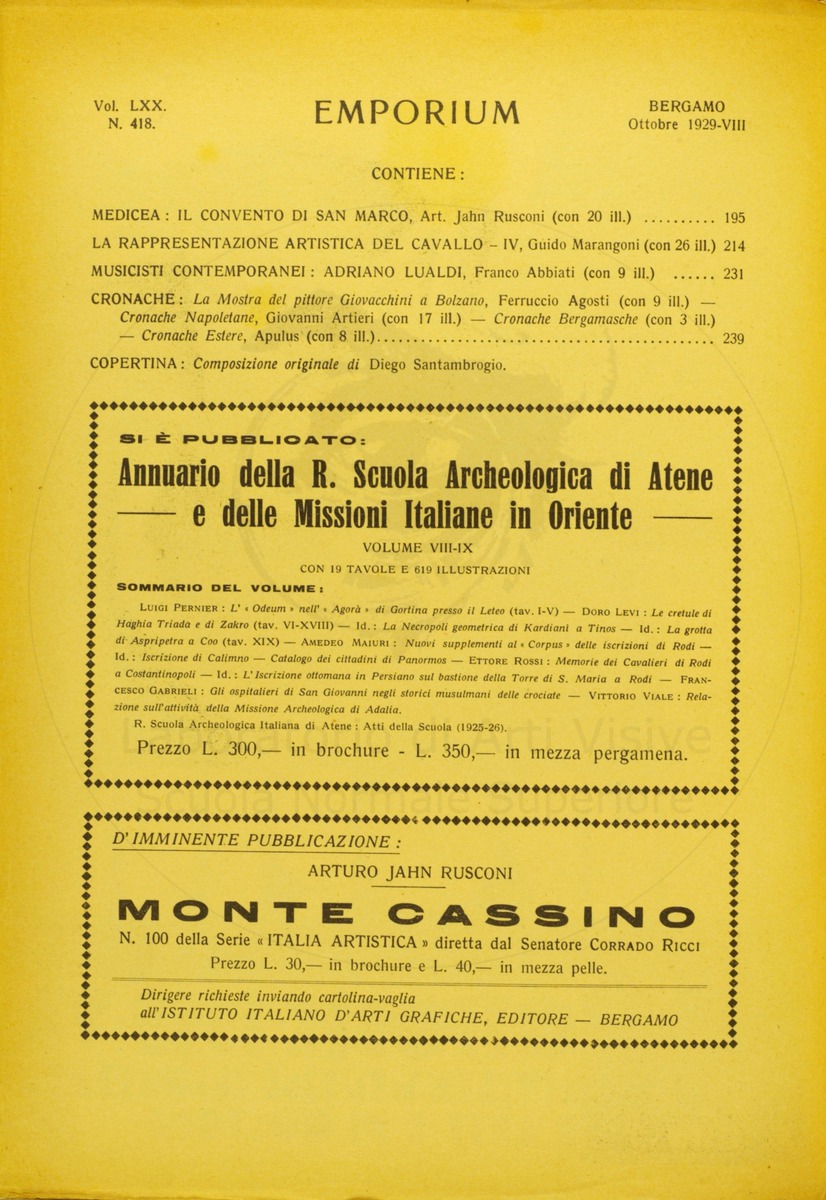 Vol. LXX.
N. 418.
EMPORIUM
BERGAMO
Ottobre 1929-VIII
CONTIENE :
MEDICEA : IL CONVENTO DI SAN MARCO, Art. Jahn Rusconi (con 20 ill.) .......... 195
LA RAPPRESENTAZIONE ARTISTICA DEL CAVALLO - IV, Guido Marangoni (con 26 ill.) 214
MUSICISTI CONTEMPORANEI : ADRIANO LUALDI, Franco Abbiati (con 9 ill.) ...... 231
CRONACHE : La Mostra del pittore Giovacchini a Bolzano, Ferruccio Agosti (con 9 ill.) —
Cronache Napoletane, Giovanni Artieri (con 17 ill.) — Cronache Bergamasche (con 3 ill.)
— Cronache Estere, Apulus (con 8 ill.)............................................ 239
COPERTINA : Composizione originale di Diego Santambrogio.
SI È PUBBLICATO :
Annuario della R. Scuola Archeologica di Atene
e delle Missioni Italiane in Oriente
VOLUME VIII-IX
CON 19 TAVOLE E 619 ILLUSTRAZIONI
SOMMARIO DEL VOLUME :
LUIGI PERNIER : L' « Odeum » nell' « Agorà » di Gortina presso il Leteo (tav. I-V) — DORO LEVI : Le cretule di
Haghia Triada e di Zakro (tav. VI-XVIII) — Id. : La Necropoli geometrica di Kardianì a Tinos — Id. : La grotta
di Aspripetra a Coo (tav. XIX) — AMEDEO MAIURI : Nuovi supplementi al « Corpus » delle iscrizioni di Rodi —
Id. : Iscrizione di Calimno — Catalogo dei cittadini di Panormos — ETTORE ROSSI : Memorie dei Cavalieri di Rodi
a Costantinopoli — Id. : L'Iscrizione ottomana in Persiano sul bastione della Torre di S. Maria a Rodi — FRAN-
CESCO GABRIELI : Gli ospitalieri di San Giovanni negli storici musulmani delle crociate — VITTORIO VIALE : Rela-
zione sull'attività della Missione Archeologica di Adalia.
R. Scuola Archeologica Italiana di Atene : Atti della Scuola (1925-26).
Prezzo L. 300,— in brochure - L. 350,— in mezza pergamena.
D'IMMINENTE PUBBLICAZIONE :
ARTURO JAHN RUSCONI
MONTE CASSINO
N. 100 della Serie « ITALIA ARTISTICA » diretta dal Senatore CORRADO RICCI
Prezzo L. 30,— in brochure e L. 40,— in mezza pelle.
Dirigere richieste inviando cartolina-vaglia
all'ISTITUTO ITALIANO D'ARTI GRAFICHE, EDITORE — BERGAMO